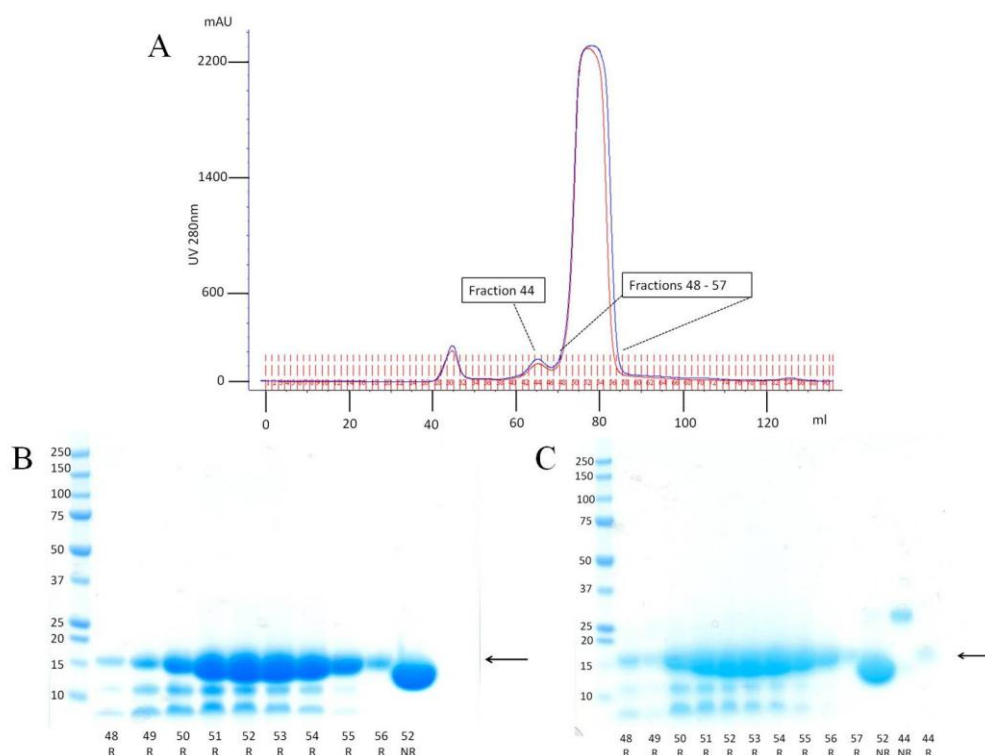 A
mAU
2200
1400
UV 280nm
600
0
Fraction 44
Fractions 48 - 57
0 20 40 60 80 100 120 ml
B
250
150
100
75
50
37
25
20
15
10
48 49 50 51 52 53 54 55 56 52
R R R R R R R R R NR
C
250
150
100
75
50
37
25
20
15
10
48 49 50 51 52 53 54 55 56 57 52 44 44
R R R R R R R R R R NR NR R